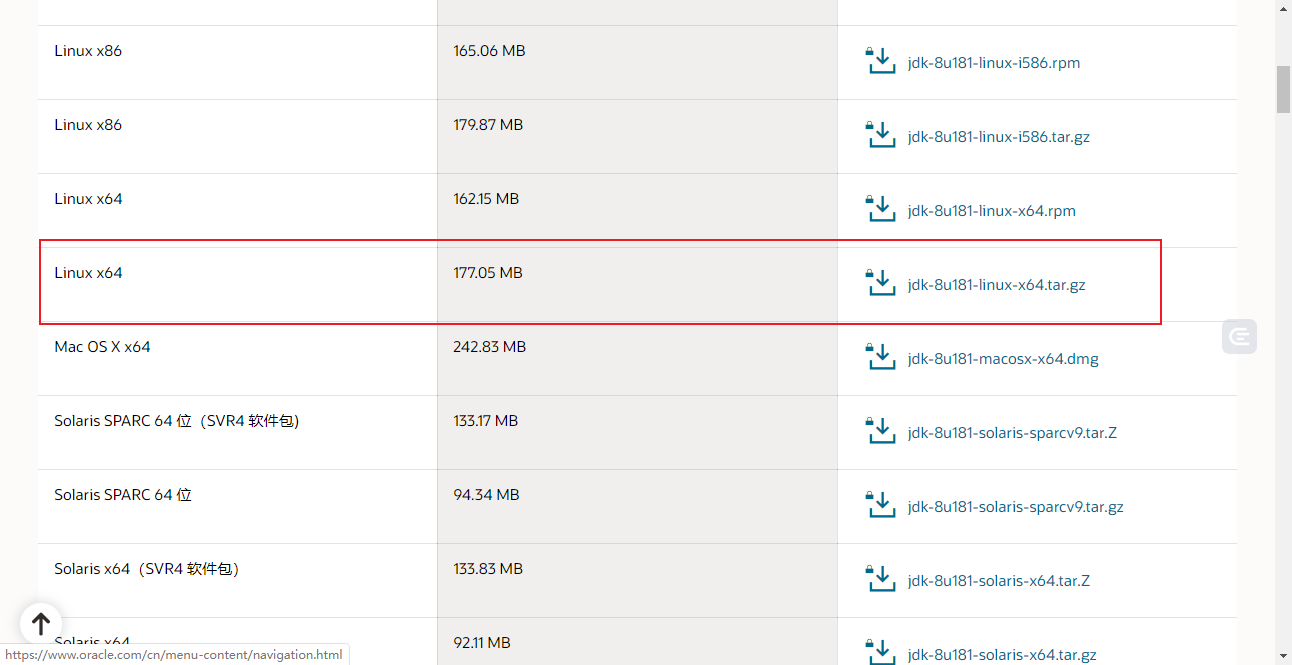 Linux x86 165.06 MB jdk-8u181-linux-i586.rpm
Linux x86 179.87 MB jdk-8u181-linux-i586.tar.gz
Linux x64 162.15 MB jdk-8u181-linux-x64.rpm
Linux x64 177.05 MB jdk-8u181-linux-x64.tar.gz
Mac OS X x64 242.83 MB jdk-8u181-macosx-x64.dmg
Solaris SPARC 64 位（SVR4 软件包) 133.17 MB jdk-8u181-solaris-sparcv9.tar.Z
Solaris SPARC 64 位 94.34 MB jdk-8u181-solaris-sparcv9.tar.gz
Solaris x64（SVR4 软件包） 133.83 MB jdk-8u181-solaris-x64.tar.Z
Solaris x64 92.11 MB jdk-8u181-solaris-x64.tar.gz
https://www.oracle.com/cn/menu-content/navigation.html